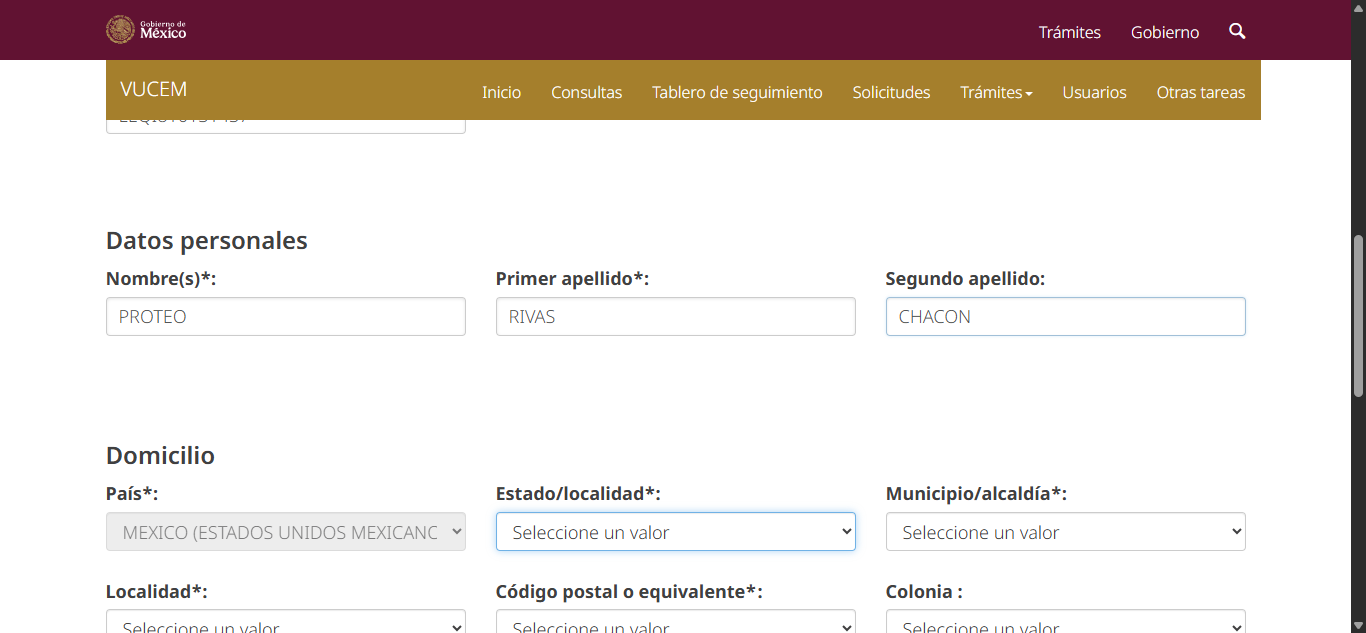 Gobierno de
México
Trámites Gobierno
VUCEM Inicio Consultas Tablero de seguimiento Solicitudes Trámites Usuarios Otras tareas
Datos personales
Nombre(s)*: Primer apellido*: Segundo apellido:
PROTEO RIVAS CHACON
Domicilio
País*: Estado/localidad*: Municipio/alcaldía*:
MEXICO (ESTADOS UNIDOS MEXICANC Seleccione un valor Seleccione un valor
Localidad*: Código postal o equivalente*: Colonia :
Seleccione un valor Seleccione un valor Seleccione un valor